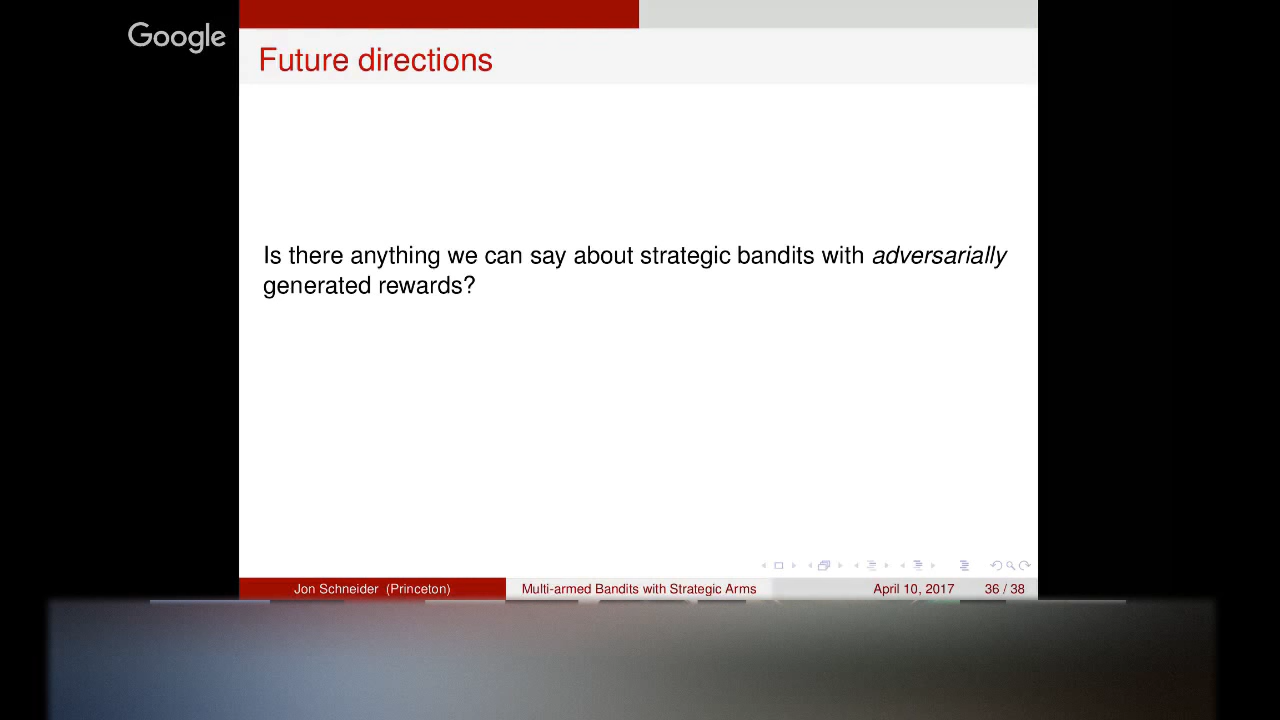 Google
Future directions
Is there anything we can say about strategic bandits with adversarially
generated rewards?
Jon Schneider (Princeton) Multi-armed Bandits with Strategic Arms April 10, 2017 36 / 38